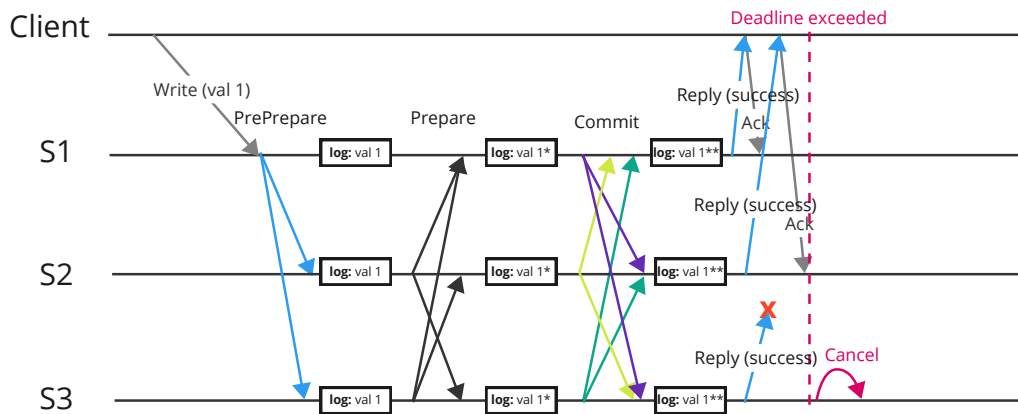 Client
Deadline exceeded
Write (val 1)
Reply (success)
PrePrepare
Prepare
Commit
Ack
S1
log: val 1
log: val 1*
log: val 1**
Reply (success)
Ack
S2
log: val 1
log: val 1*
log: val 1**
X
Reply (success)
Cancel
S3
log: val 1
log: val 1*
log: val 1**